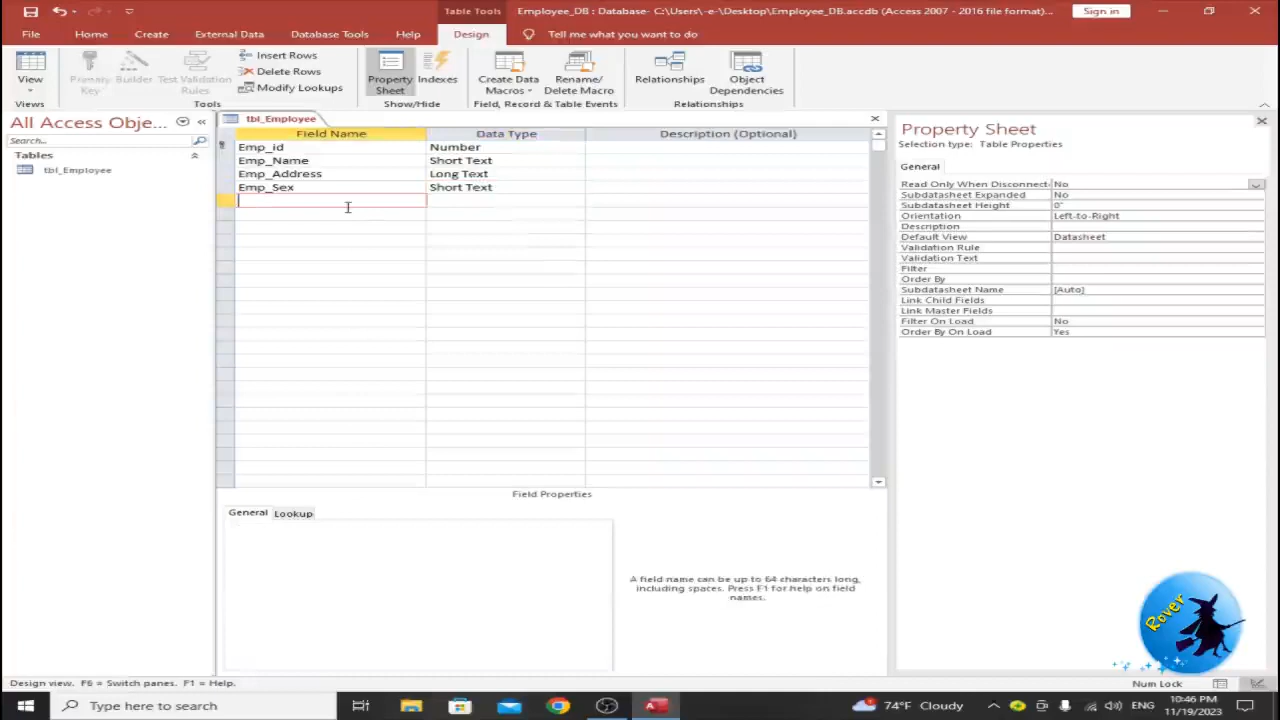 Table Tools
Employee_DB : Database- C:\Users\-e-\Desktop\Employee_DB.accdb (Access 2007 - 2016 file format)...
Sign in
File Home Create External Data Database Tools Help Design Tell me what you want to do
View
Primary Key
Builder
Test Validation Rules
Insert Rows
Delete Rows
Modify Lookups
Property Sheet
Indexes
Create Data Macros
Rename/ Delete Macro
Relationships
Object Dependencies
Views
Tools
Show/Hide
Field, Record & Table Events
Relationships
All Access Obje...
Search...
Tables
tbl_Employee
tbl_Employee
Field Name Data Type Description (Optional)
Emp_id Number
Emp_Name Short Text
Emp_Address Long Text
Emp_Sex Short Text
Field Properties
General Lookup
A field name can be up to 64 characters long,
including spaces. Press F1 for help on field
names.
Property Sheet
Selection type: Table Properties
General
Read Only When Disconnect- No
Subdatasheet Expanded No
Subdatasheet Height 0"
Orientation Left-to-Right
Description
Default View Datasheet
Validation Rule
Validation Text
Filter
Order By
Subdatasheet Name [Auto]
Link Child Fields
Link Master Fields
Filter On Load No
Order By On Load Yes
Rover
Design view. F6 = Switch panes. F1 = Help.
Num Lock
Type here to search
74°F Cloudy
ENG
10:46 PM
11/19/2023